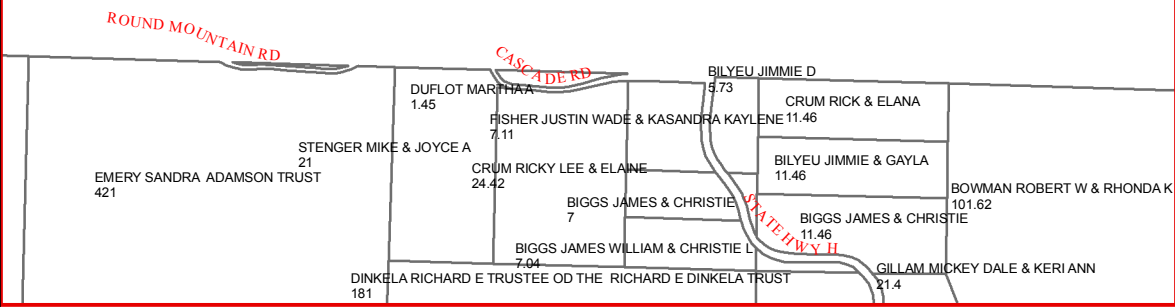 ROUND MOUNTAIN RD
CASCADE RD
BILYEU JIMMIE D
5.73
DUFLOT MARTHA A
1.45
CRUM RICK & ELANA
11.46
FISHER JUSTIN WADE & KASANDRA KAYLENE
7.11
STENGER MIKE & JOYCE A
21
BILYEU JIMMIE & GAYLA
11.46
EMERY SANDRA ADAMSON TRUST
421
CRUM RICKY LEE & ELAINE
24.42
BOWMAN ROBERT W & RHONDA K
101.62
BIGGS JAMES & CHRISTIE
7
STATE HWY H
BIGGS JAMES & CHRISTIE
11.46
BIGGS JAMES WILLIAM & CHRISTIE L
7.04
GILLAM MICKEY DALE & KERI ANN
21.4
DINKELA RICHARD E TRUSTEE OD THE RICHARD E DINKELA TRUST
181